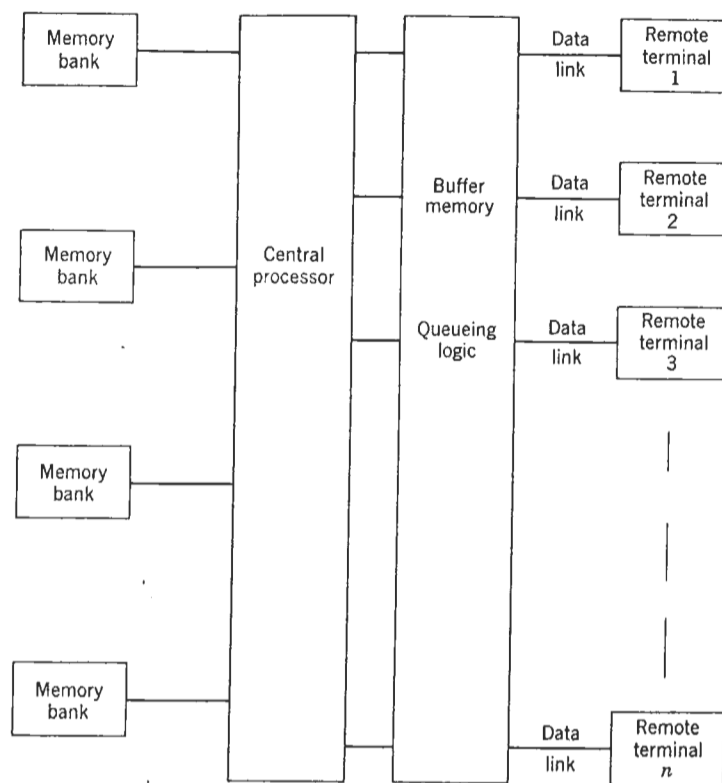 Memory
bank
Data
link
Remote
terminal
1
Buffer
memory
Data
link
Remote
terminal
2
Memory
bank
Central
processor
Queueing
logic
Data
link
Remote
terminal
3
Memory
bank
Memory
bank
Data
link
Remote
terminal
n